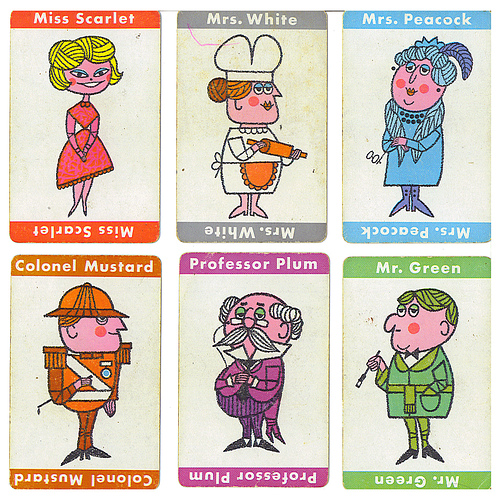 Miss Scarlet
Mrs. White
Mrs. Peacock
Miss Scarlet
Mrs. White
Mrs. Peacock
Colonel Mustard
Professor Plum
Mr. Green
Colonel Mustard
Professor Plum
Mr. Green